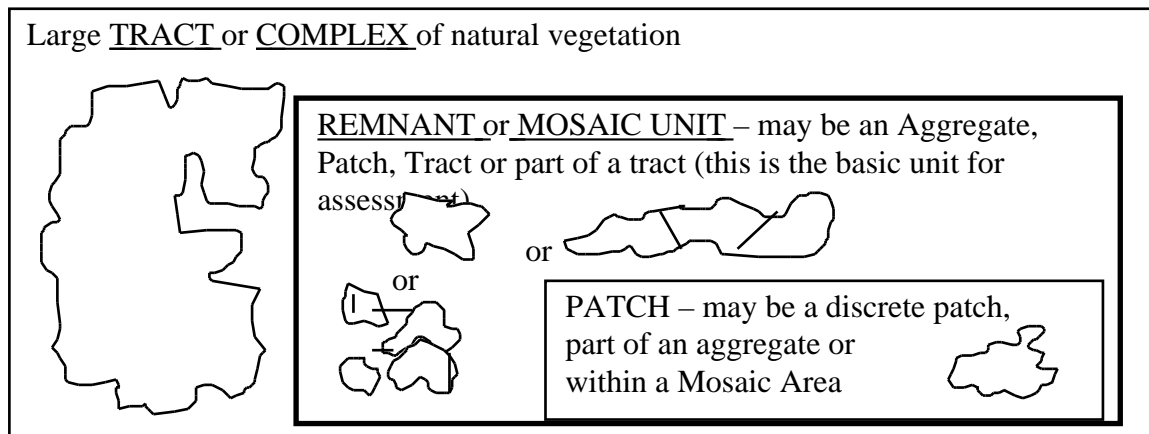 Large TRACT or COMPLEX of natural vegetation
REMNANT or MOSAIC UNIT – may be an Aggregate,
Patch, Tract or part of a tract (this is the basic unit for
assessment)
or
or
PATCH – may be a discrete patch,
part of an aggregate or
within a Mosaic Area